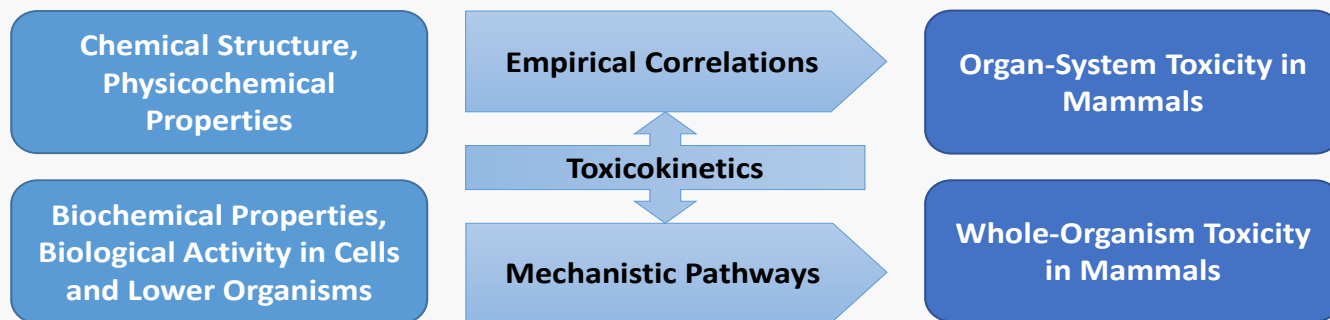 Chemical Structure,
Physicochemical
Properties
Empirical Correlations
Organ-System Toxicity in
Mammals
Toxicokinetics
Biochemical Properties,
Biological Activity in Cells
and Lower Organisms
Mechanistic Pathways
Whole-Organism Toxicity
in Mammals